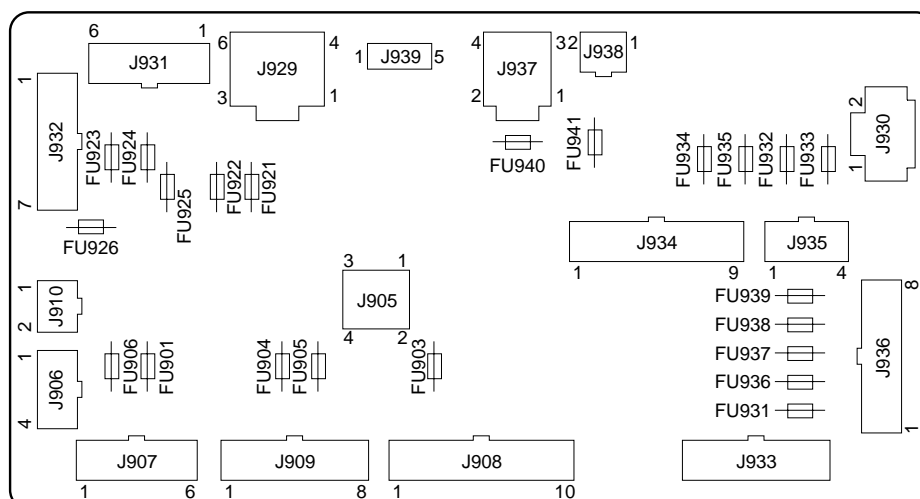 6 1
J931
6 4
J929
3 1
1 J939 5
4 3
J937
2 1
2 1
J938
1
J932
7
FU923
FU924
FU925
FU922
FU921
FU926
FU940
FU941
FU934
FU935
FU932
FU933
2
J930
1
J934
1 9
J935
1 4
3 1
J905
4 2
1
J910
2
1
J906
4
FU906
FU901
FU904
FU905
FU903
FU939
FU938
FU937
FU936
FU931
8
J936
1
J907
1 6
J909
1 8
J908
1 10
J933